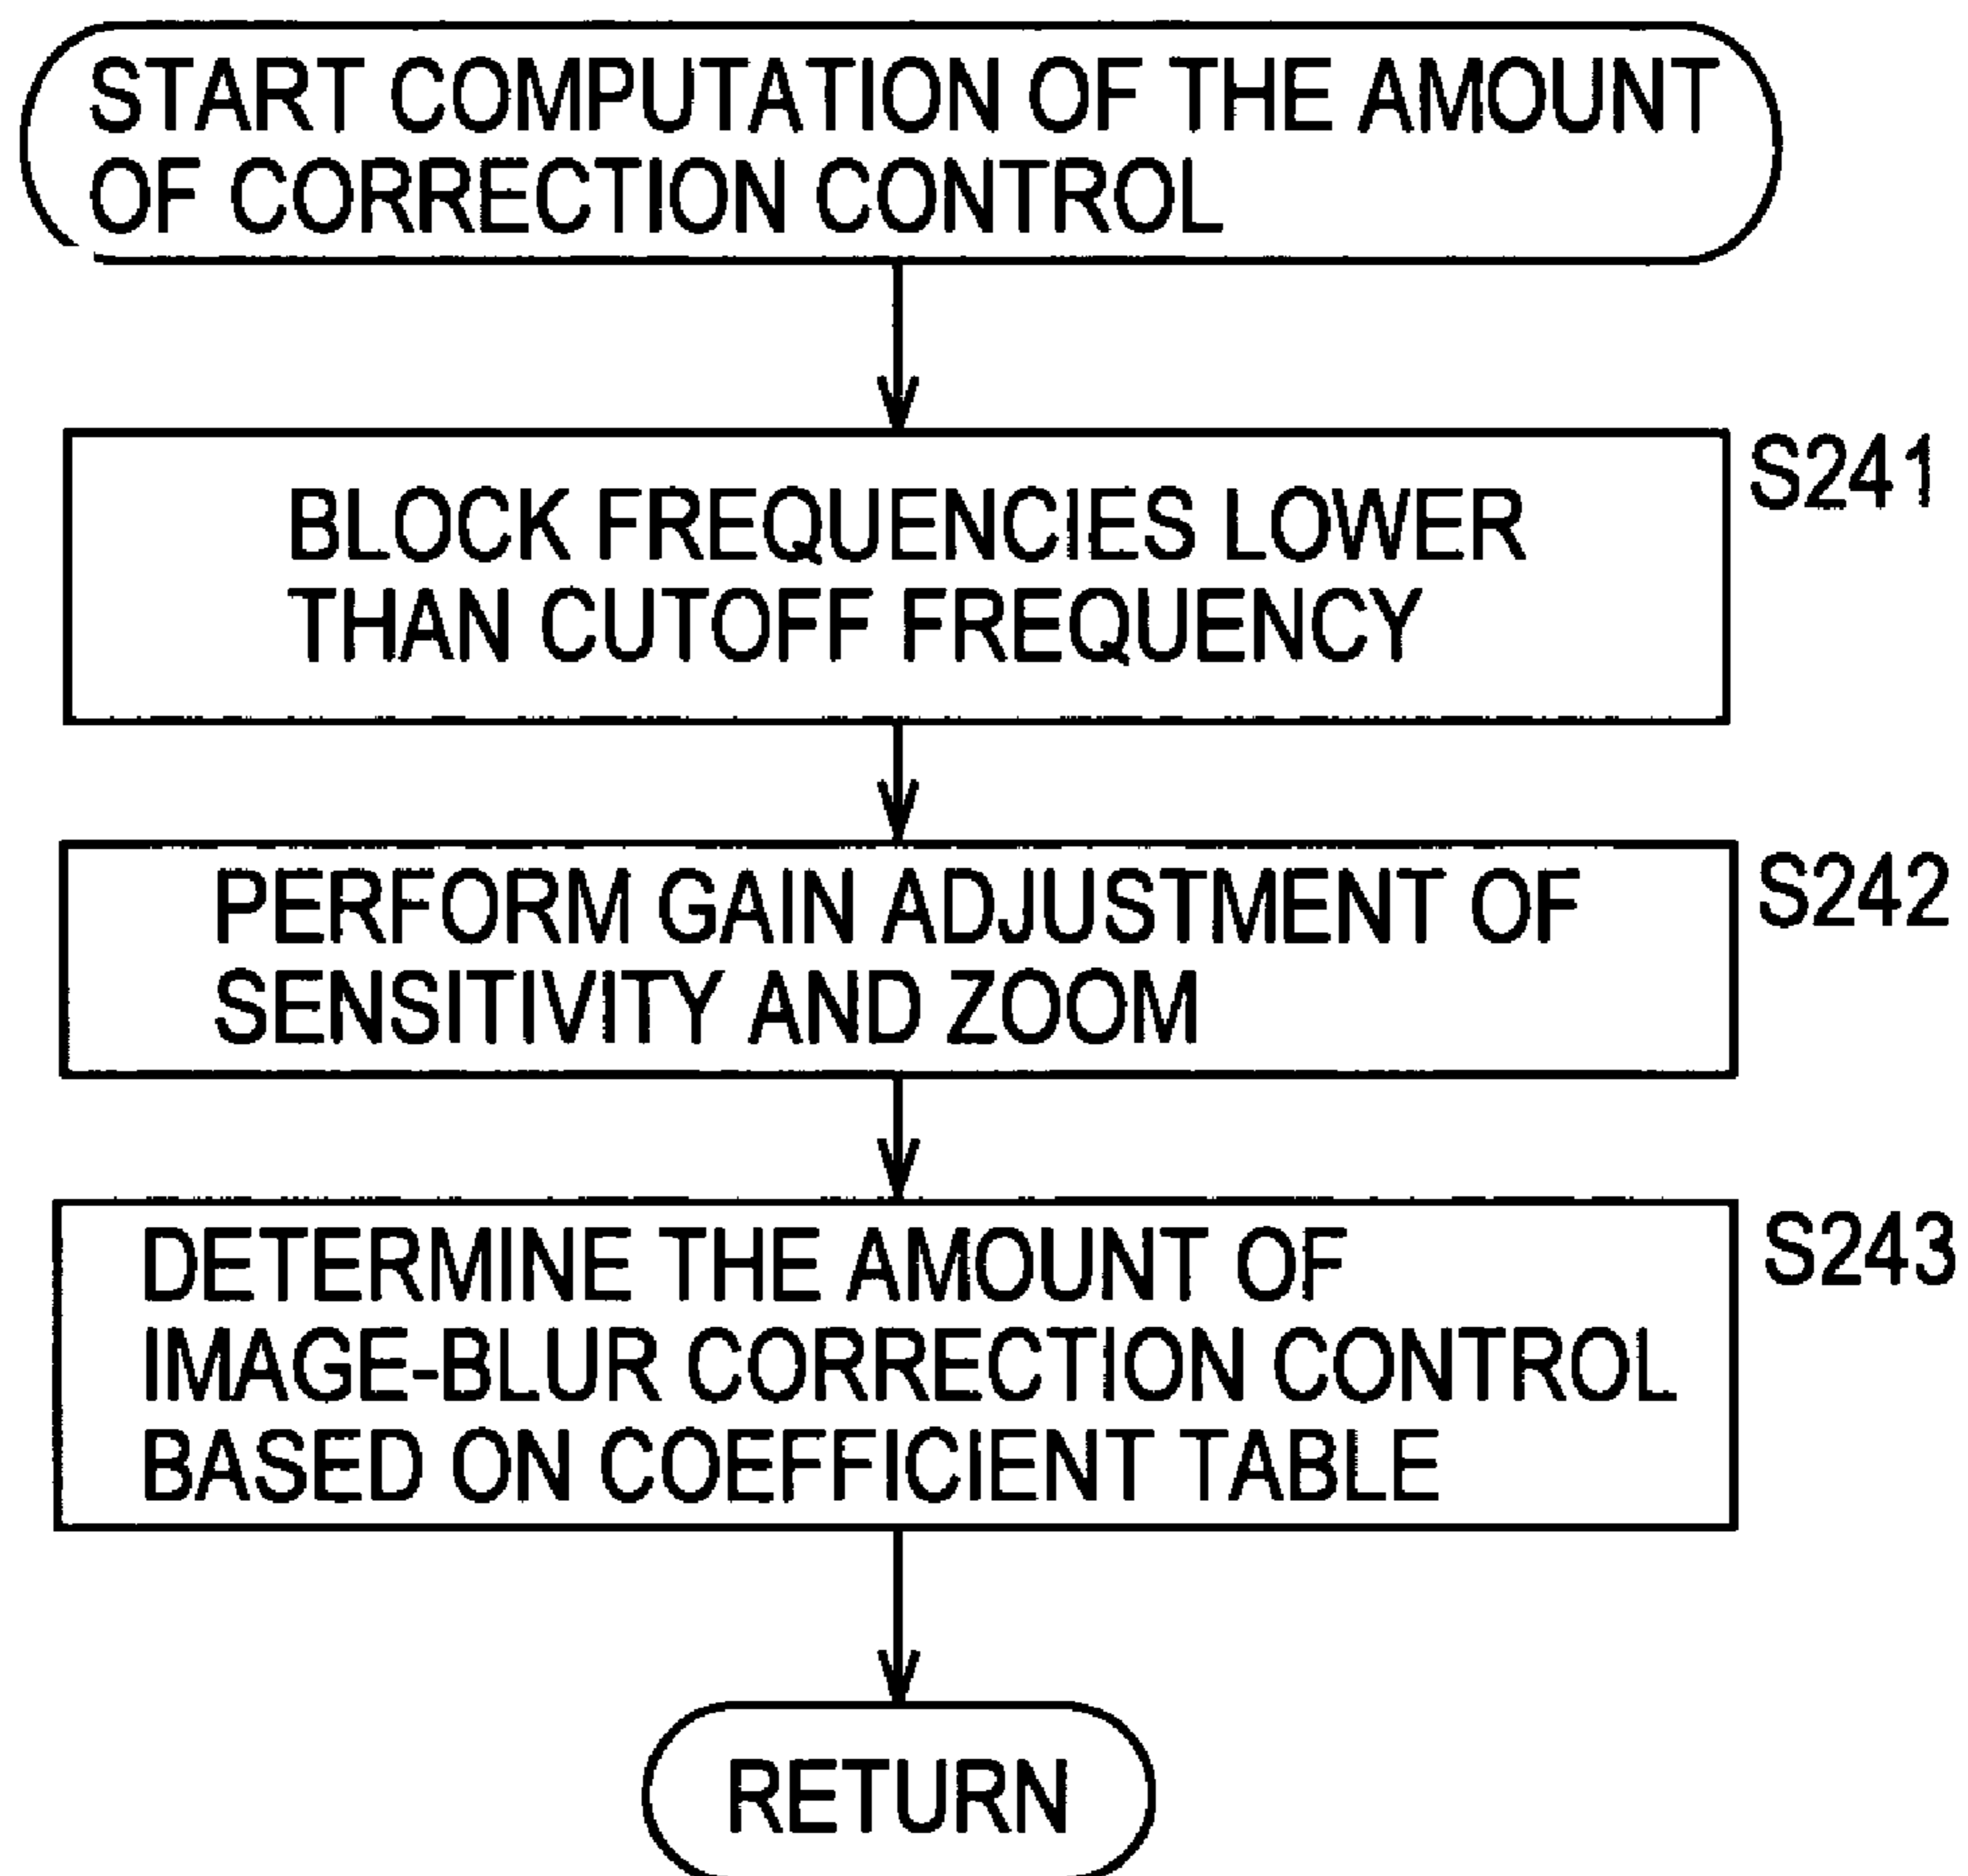 START COMPUTATION OF THE AMOUNT
OF CORRECTION CONTROL
BLOCK FREQUENCIES LOWER
THAN CUTOFF FREQUENCY
S241
PERFORM GAIN ADJUSTMENT OF
SENSITIVITY AND ZOOM
S242
DETERMINE THE AMOUNT OF
IMAGE-BLUR CORRECTION CONTROL
BASED ON COEFFICIENT TABLE
S243
RETURN